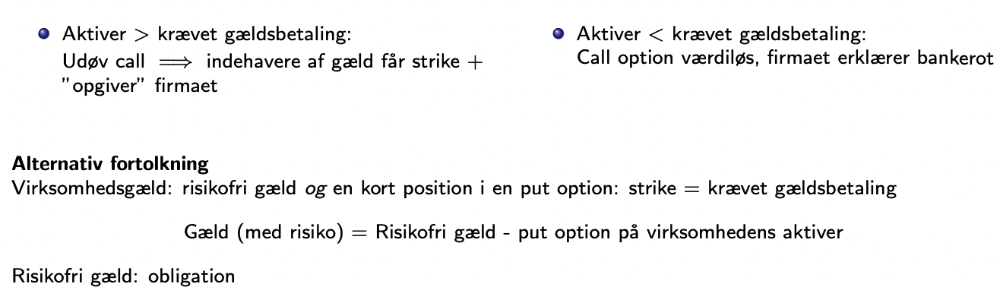 Aktiver > krævet gældsbetaling:
Udøv call ⟹ indehavere af gæld får strike +
"opgiver" firmaet
Aktiver < krævet gældsbetaling:
Call option værdiløs, firmaet erklærer bankerot
Alternativ fortolkning
Virksomhedsgæld: risikofri gæld og en kort position i en put option: strike = krævet gældsbetaling
Gæld (med risiko) = Risikofri gæld - put option på virksomhedens aktiver
Risikofri gæld: obligation